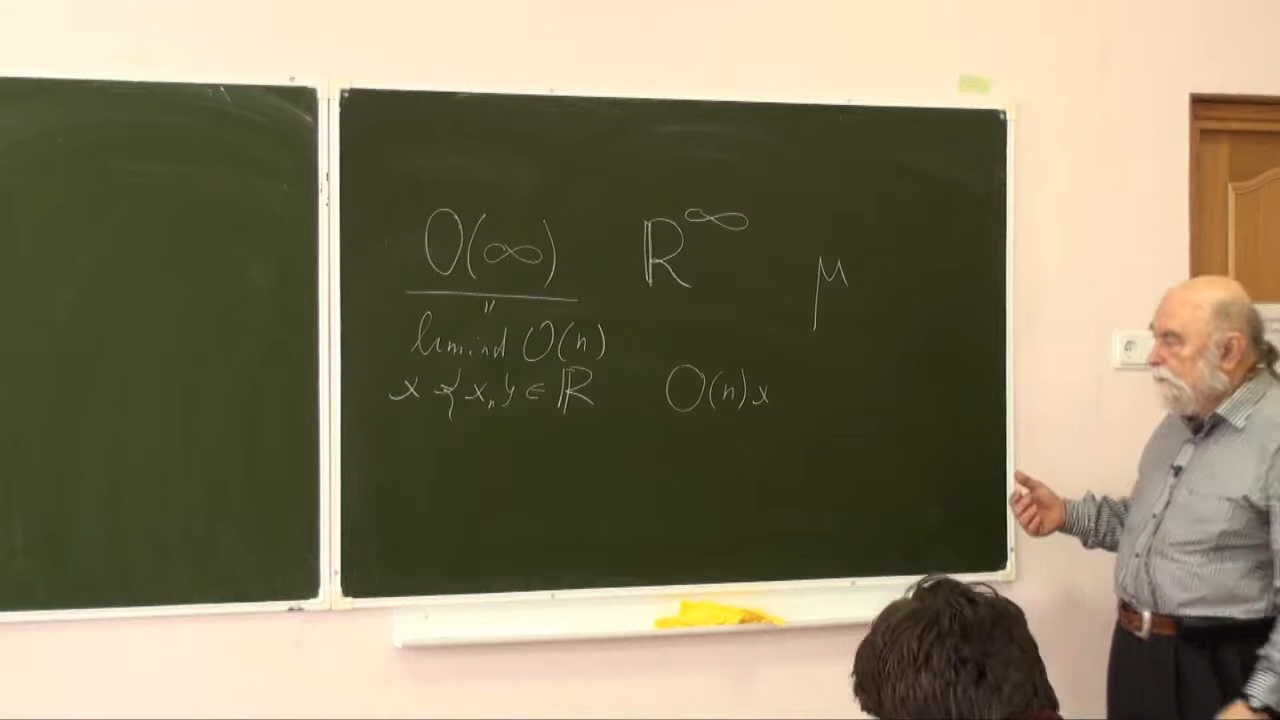 O(∞) ℝ^∞ μ
"
lim ind O(n)
x {x_n} ∈ ℝ O(n)x